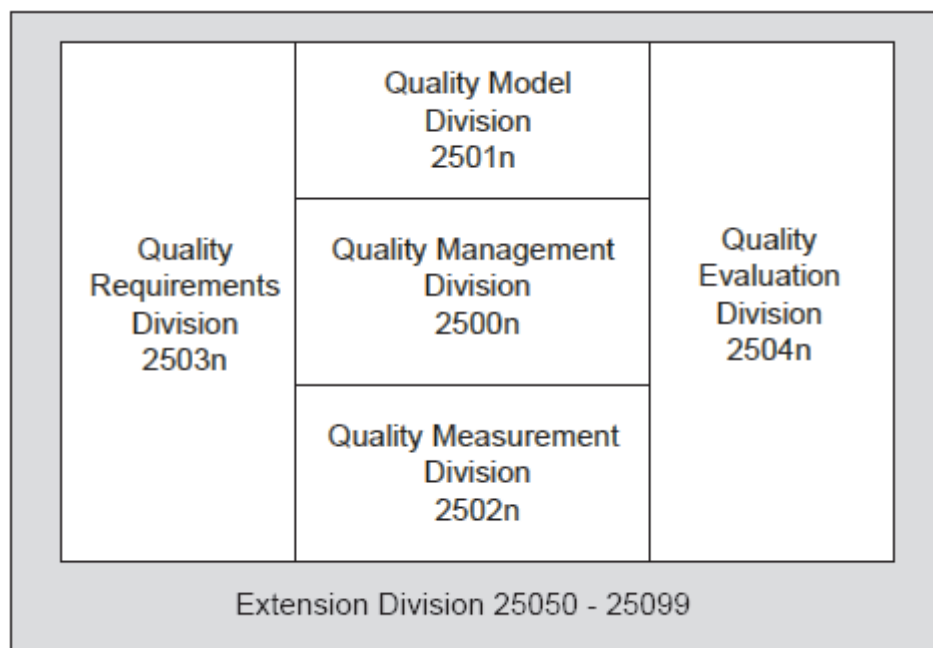 Quality Model
Division
2501n
Quality
Requirements
Division
2503n
Quality Management
Division
2500n
Quality
Evaluation
Division
2504n
Quality Measurement
Division
2502n
Extension Division 25050 - 25099